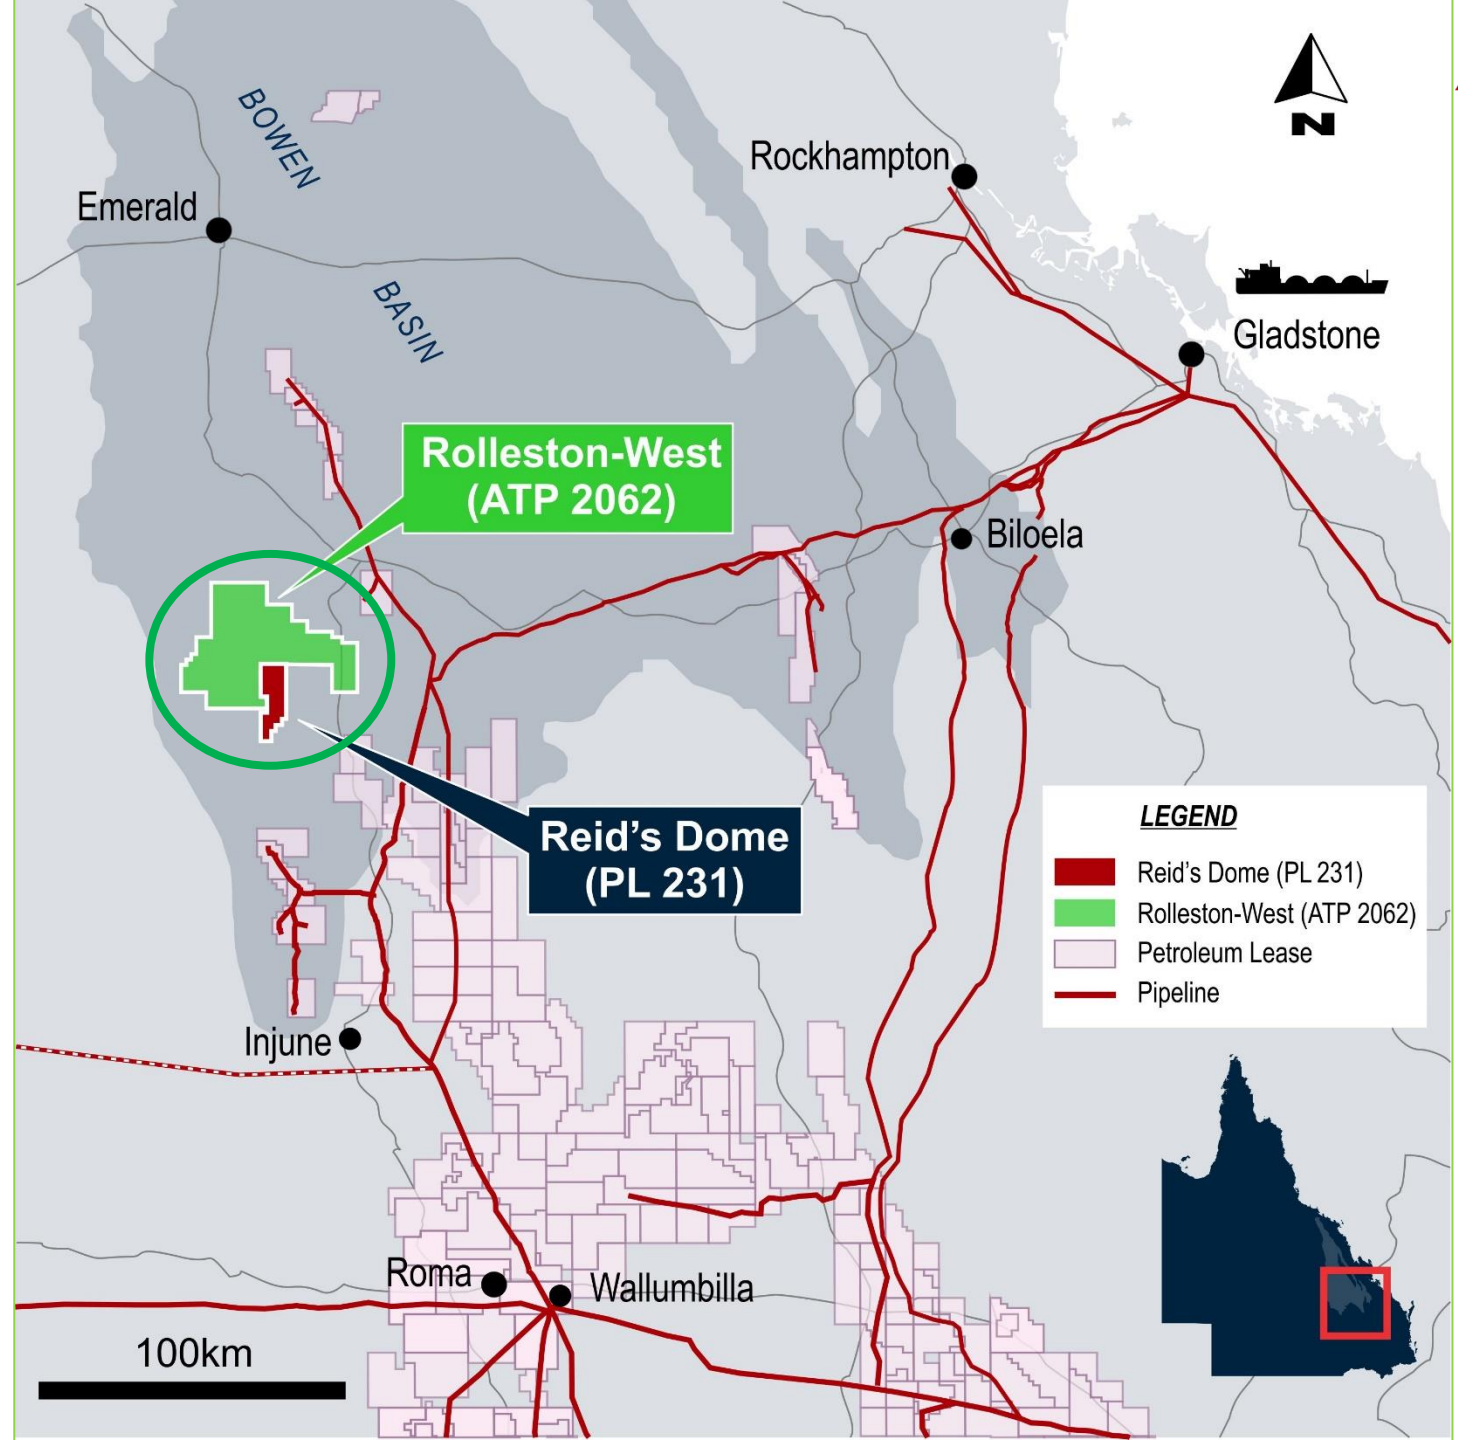 BOWEN
BASIN
Emerald
Rockhampton
N
Gladstone
Rolleston-West
(ATP 2062)
Biloela
Reid's Dome
(PL 231)
LEGEND
Reid's Dome (PL 231)
Rolleston-West (ATP 2062)
Petroleum Lease
Pipeline
Injune
Roma
Wallumbilla
100km